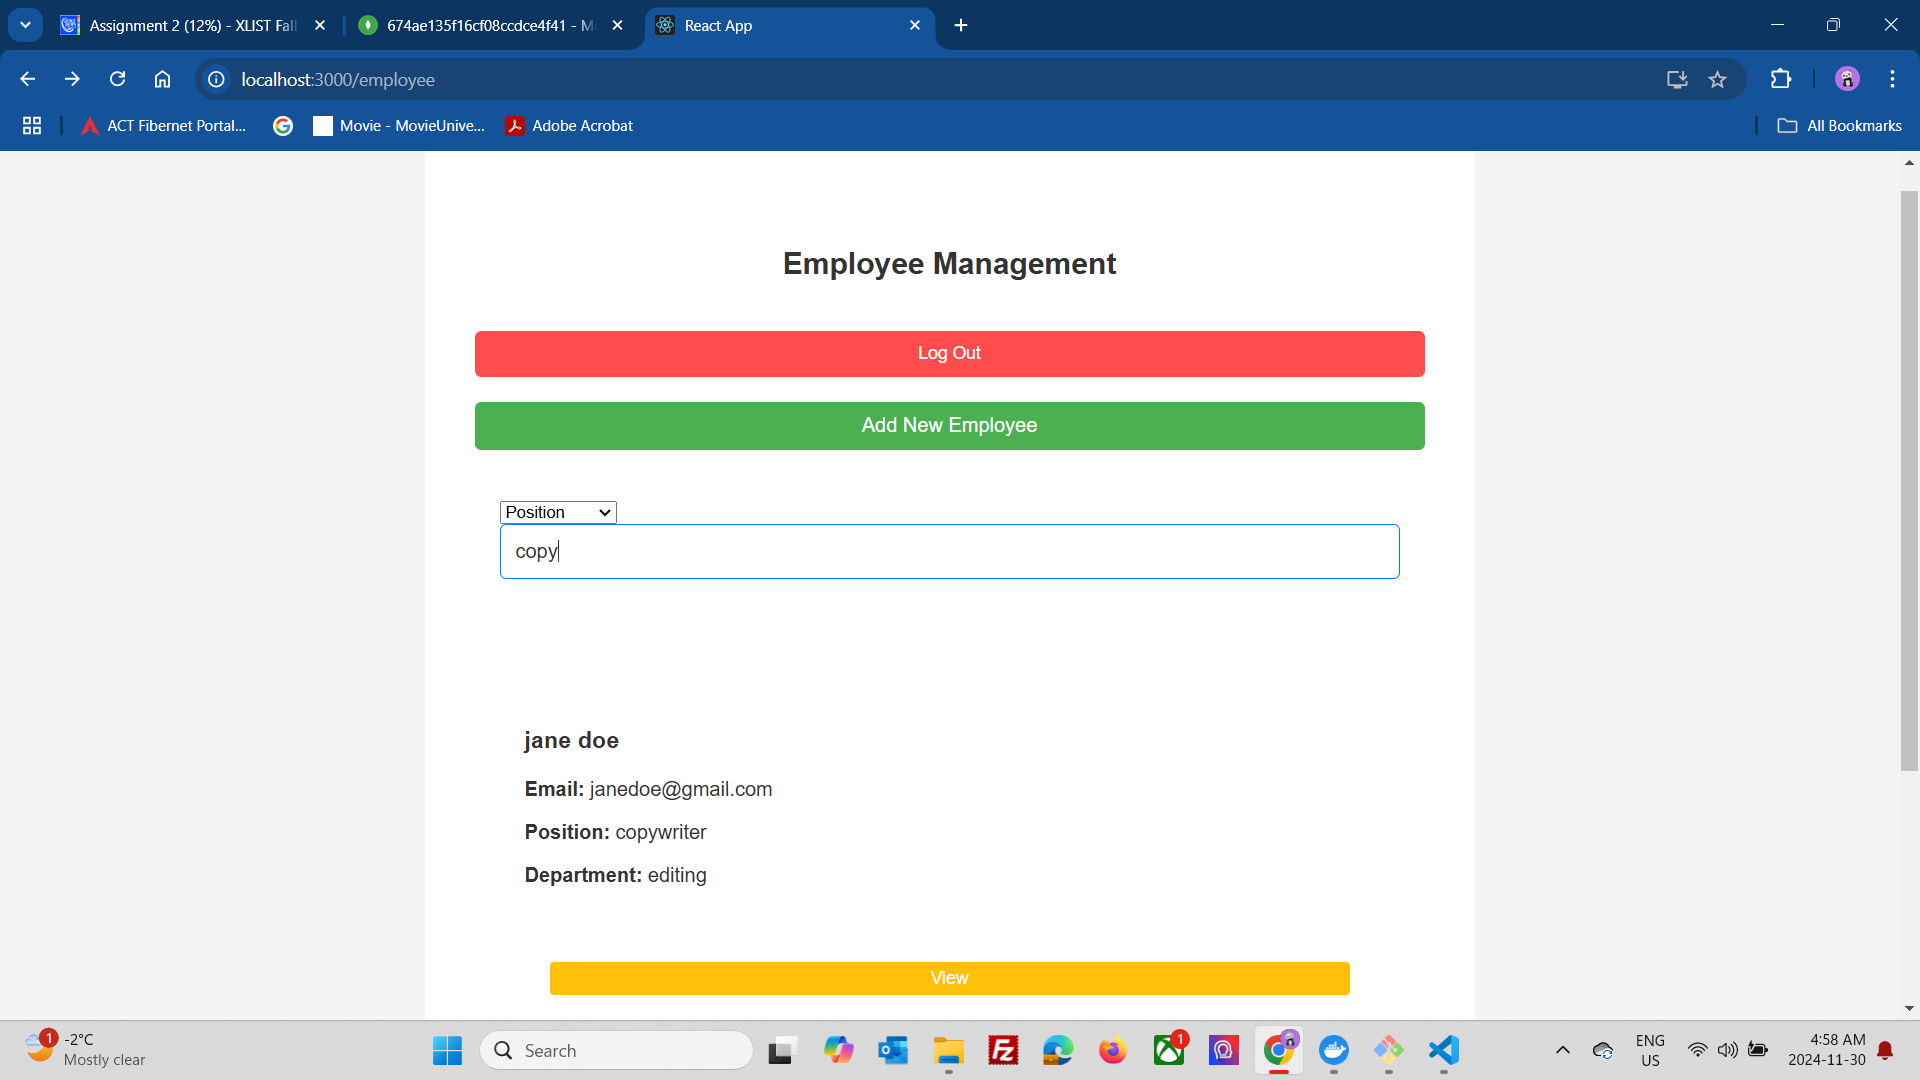 Assignment 2 (12%) - XLIST Fall
674ae135f16cf08ccdce4f41 - M
React App
localhost:3000/employee
ACT Fibernet Portal...
Movie - MovieUnive...
Adobe Acrobat
All Bookmarks
Employee Management
Log Out
Add New Employee
Position
copy
jane doe
Email: janedoe@gmail.com
Position: copywriter
Department: editing
View
1
-2°C
Mostly clear
Search
1
ENG
US
4:58 AM
2024-11-30